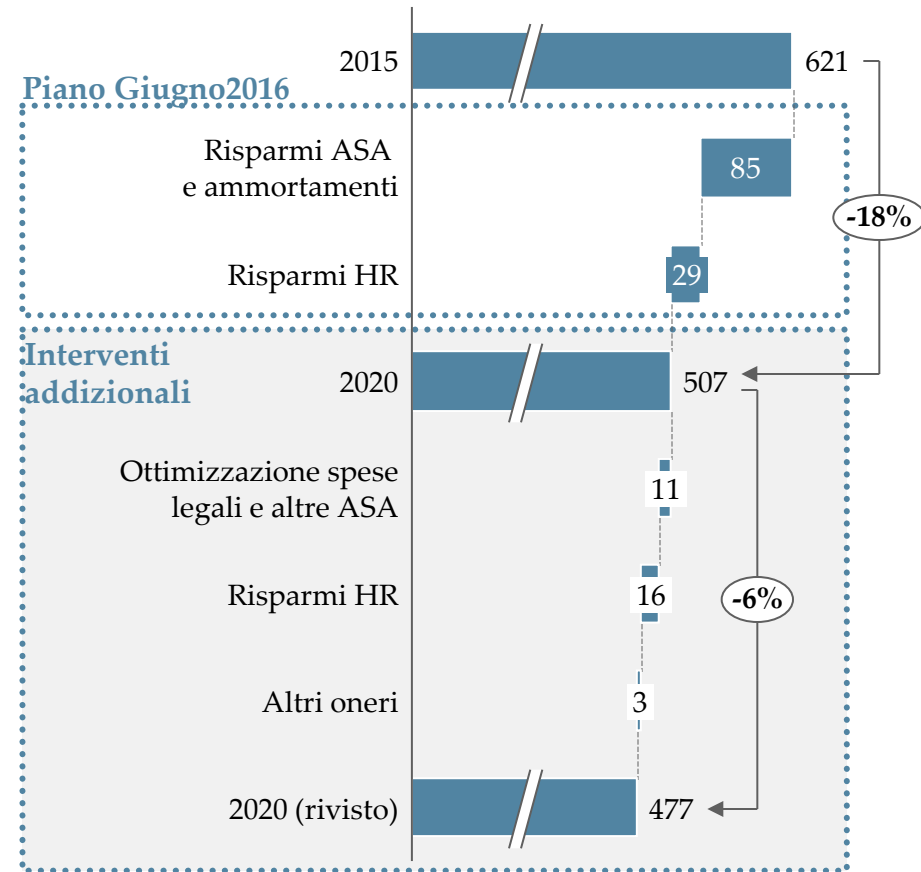 2015
621
Piano Giugno2016
Risparmi ASA
e ammortamenti
85
-18%
Risparmi HR
29
Interventi
addizionali
2020
507
Ottimizzazione spese
legali e altre ASA
11
Risparmi HR
16
-6%
Altri oneri
3
2020 (rivisto)
477